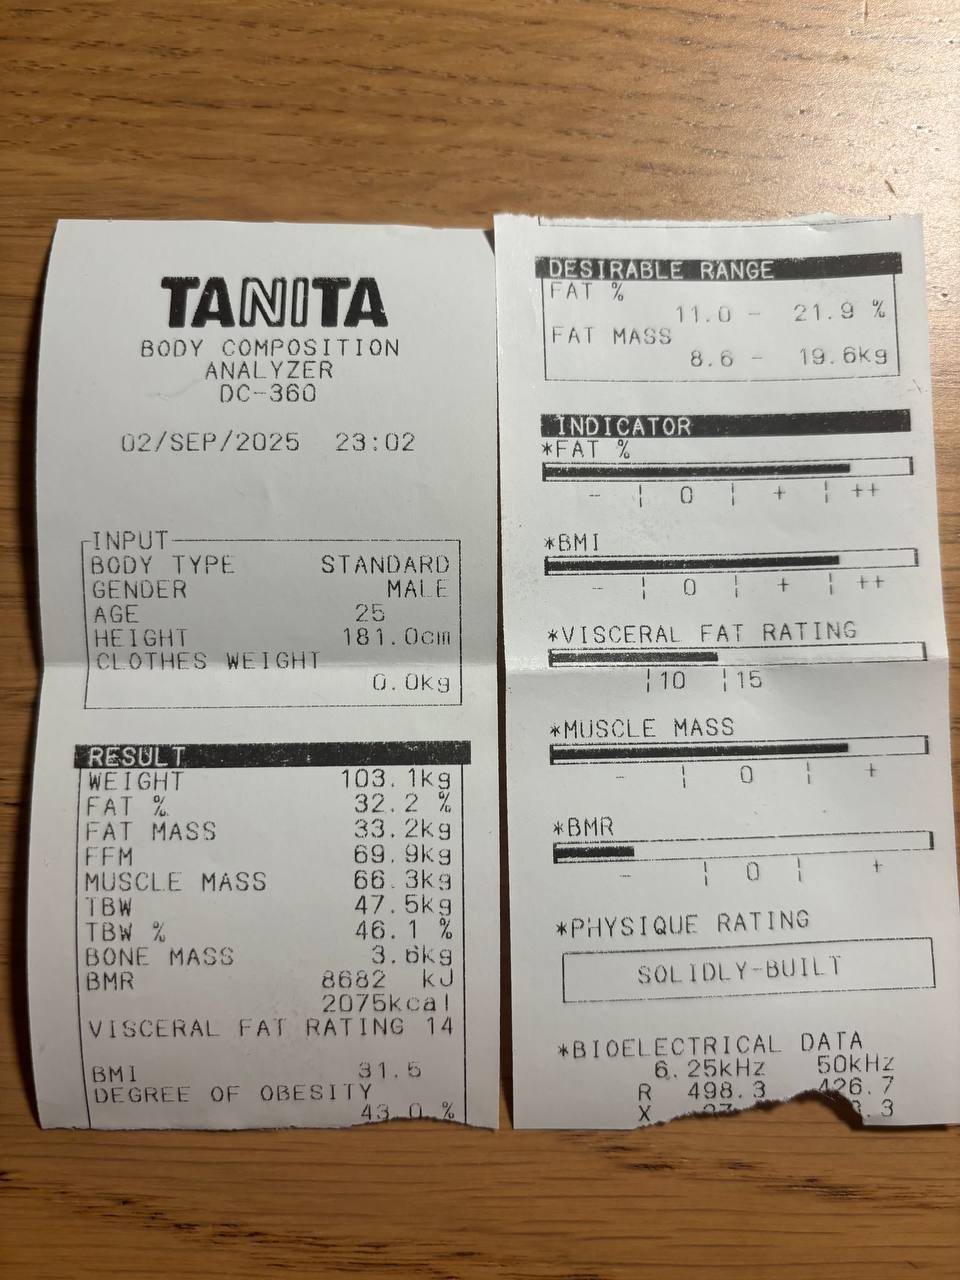 TANITA
BODY COMPOSITION
ANALYZER
DC-360
02/SEP/2025 23:02
INPUT
BODY TYPE STANDARD
GENDER MALE
AGE 25
HEIGHT 181.0cm
CLOTHES WEIGHT
0.0kg
RESULT
WEIGHT 103.1kg
FAT % 32.2 %
FAT MASS 33.2kg
FFM 69.9kg
MUSCLE MASS 66.3kg
TBW 47.5kg
TBW % 46.1 %
BONE MASS 3.6kg
BMR 8682 kJ
2075kcal
VISCERAL FAT RATING 14
BMI 31.5
DEGREE OF OBESITY
43.0 %
DESIRABLE RANGE
FAT %
11.0 - 21.9 %
FAT MASS
8.6 - 19.6kg
INDICATOR
*FAT %
- ¦ 0 ¦ + ¦ ++
*BMI
- ¦ 0 ¦ + ¦ ++
*VISCERAL FAT RATING
¦10 ¦15
*MUSCLE MASS
- ¦ 0 ¦ +
*BMR
- ¦ 0 ¦ +
*PHYSIQUE RATING
SOLIDLY-BUILT
*BIOELECTRICAL DATA
6.25kHz 50kHz
R 498.3 426.7
X